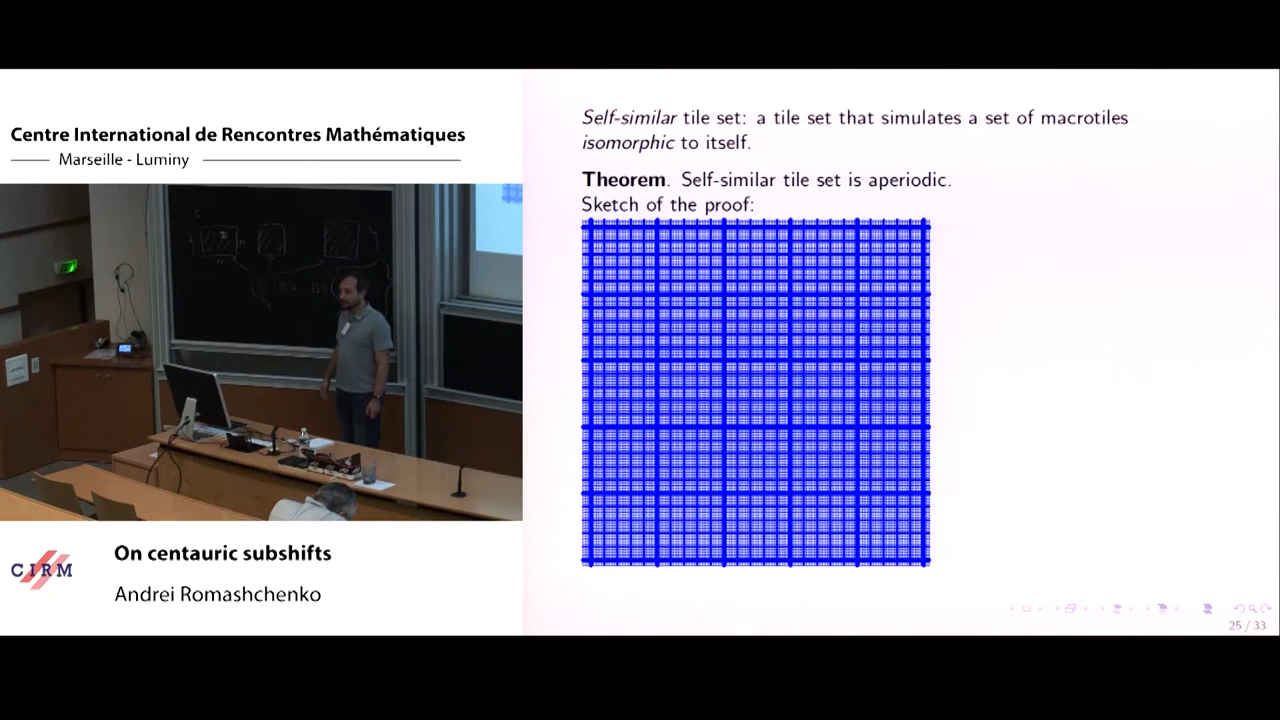 Centre International de Rencontres Mathématiques
Marseille - Luminy
On centauric subshifts
CIRM
Andrei Romashchenko
Self-similar tile set: a tile set that simulates a set of macrotiles
isomorphic to itself.
Theorem. Self-similar tile set is aperiodic.
Sketch of the proof:
25 / 33